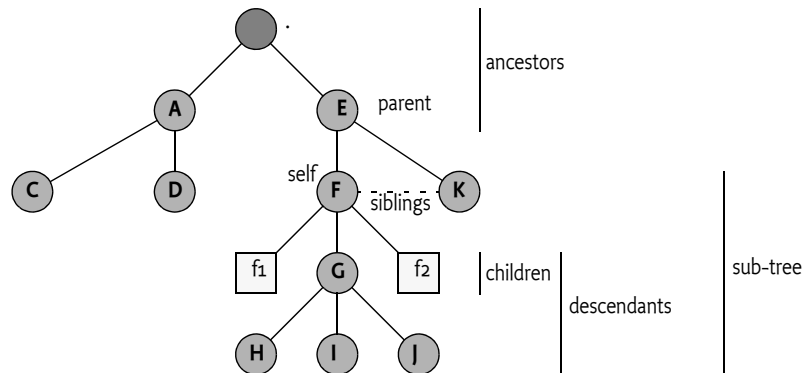 .
ancestors
A
E
parent
C
D
self
F
siblings
K
f1
G
f2
children
sub-tree
descendants
H
I
J